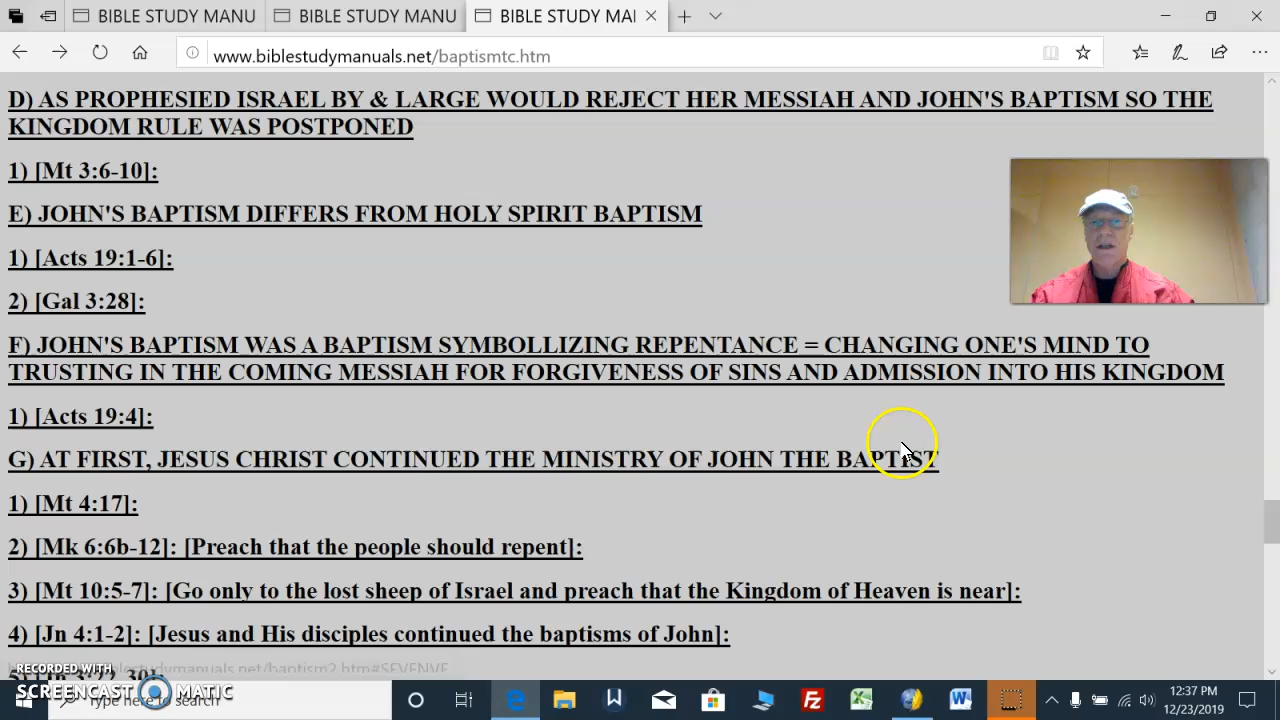 BIBLE STUDY MANU
BIBLE STUDY MANU
BIBLE STUDY MAI
www.biblestudymanuals.net/baptismtc.htm
D) AS PROPHESIED ISRAEL BY & LARGE WOULD REJECT HER MESSIAH AND JOHN'S BAPTISM SO THE
KINGDOM RULE WAS POSTPONED
1) [Mt 3:6-10]:
E) JOHN'S BAPTISM DIFFERS FROM HOLY SPIRIT BAPTISM
1) [Acts 19:1-6]:
2) [Gal 3:28]:
F) JOHN'S BAPTISM WAS A BAPTISM SYMBOLLIZING REPENTANCE = CHANGING ONE'S MIND TO
TRUSTING IN THE COMING MESSIAH FOR FORGIVENESS OF SINS AND ADMISSION INTO HIS KINGDOM
1) [Acts 19:4]:
G) AT FIRST, JESUS CHRIST CONTINUED THE MINISTRY OF JOHN THE BAPTIST
1) [Mt 4:17]:
2) [Mk 6:6b-12]: [Preach that the people should repent]:
3) [Mt 10:5-7]: [Go only to the lost sheep of Israel and preach that the Kingdom of Heaven is near]:
4) [Jn 4:1-2]: [Jesus and His disciples continued the baptisms of John]:
RECORDED WITH
SCREENCAST MATIC
Type here to search
12:37 PM
12/23/2019